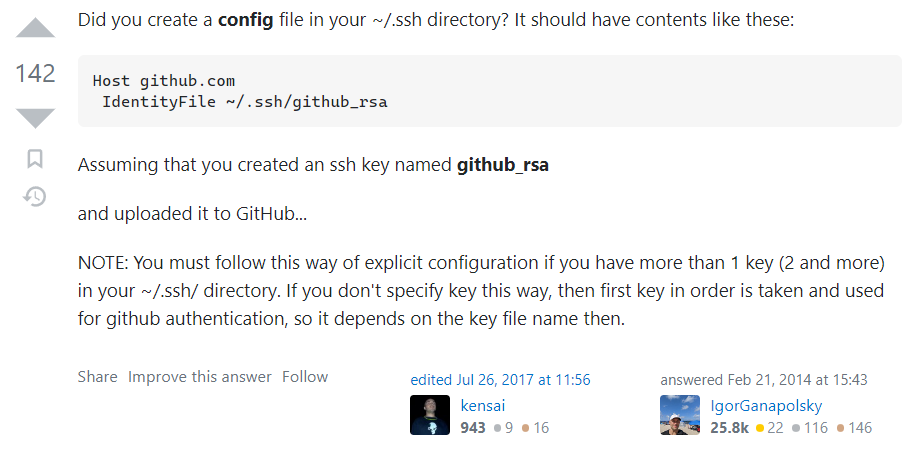 Did you create a config file in your ~/.ssh directory? It should have contents like these:
142
Host github.com
 IdentityFile ~/.ssh/github_rsa
Assuming that you created an ssh key named github_rsa
and uploaded it to GitHub...
NOTE: You must follow this way of explicit configuration if you have more than 1 key (2 and more)
in your ~/.ssh/ directory. If you don't specify key this way, then first key in order is taken and used
for github authentication, so it depends on the key file name then.
Share Improve this answer Follow
edited Jul 26, 2017 at 11:56
kensai
943 9 16
answered Feb 21, 2014 at 15:43
IgorGanapolsky
25.8k 22 116 146